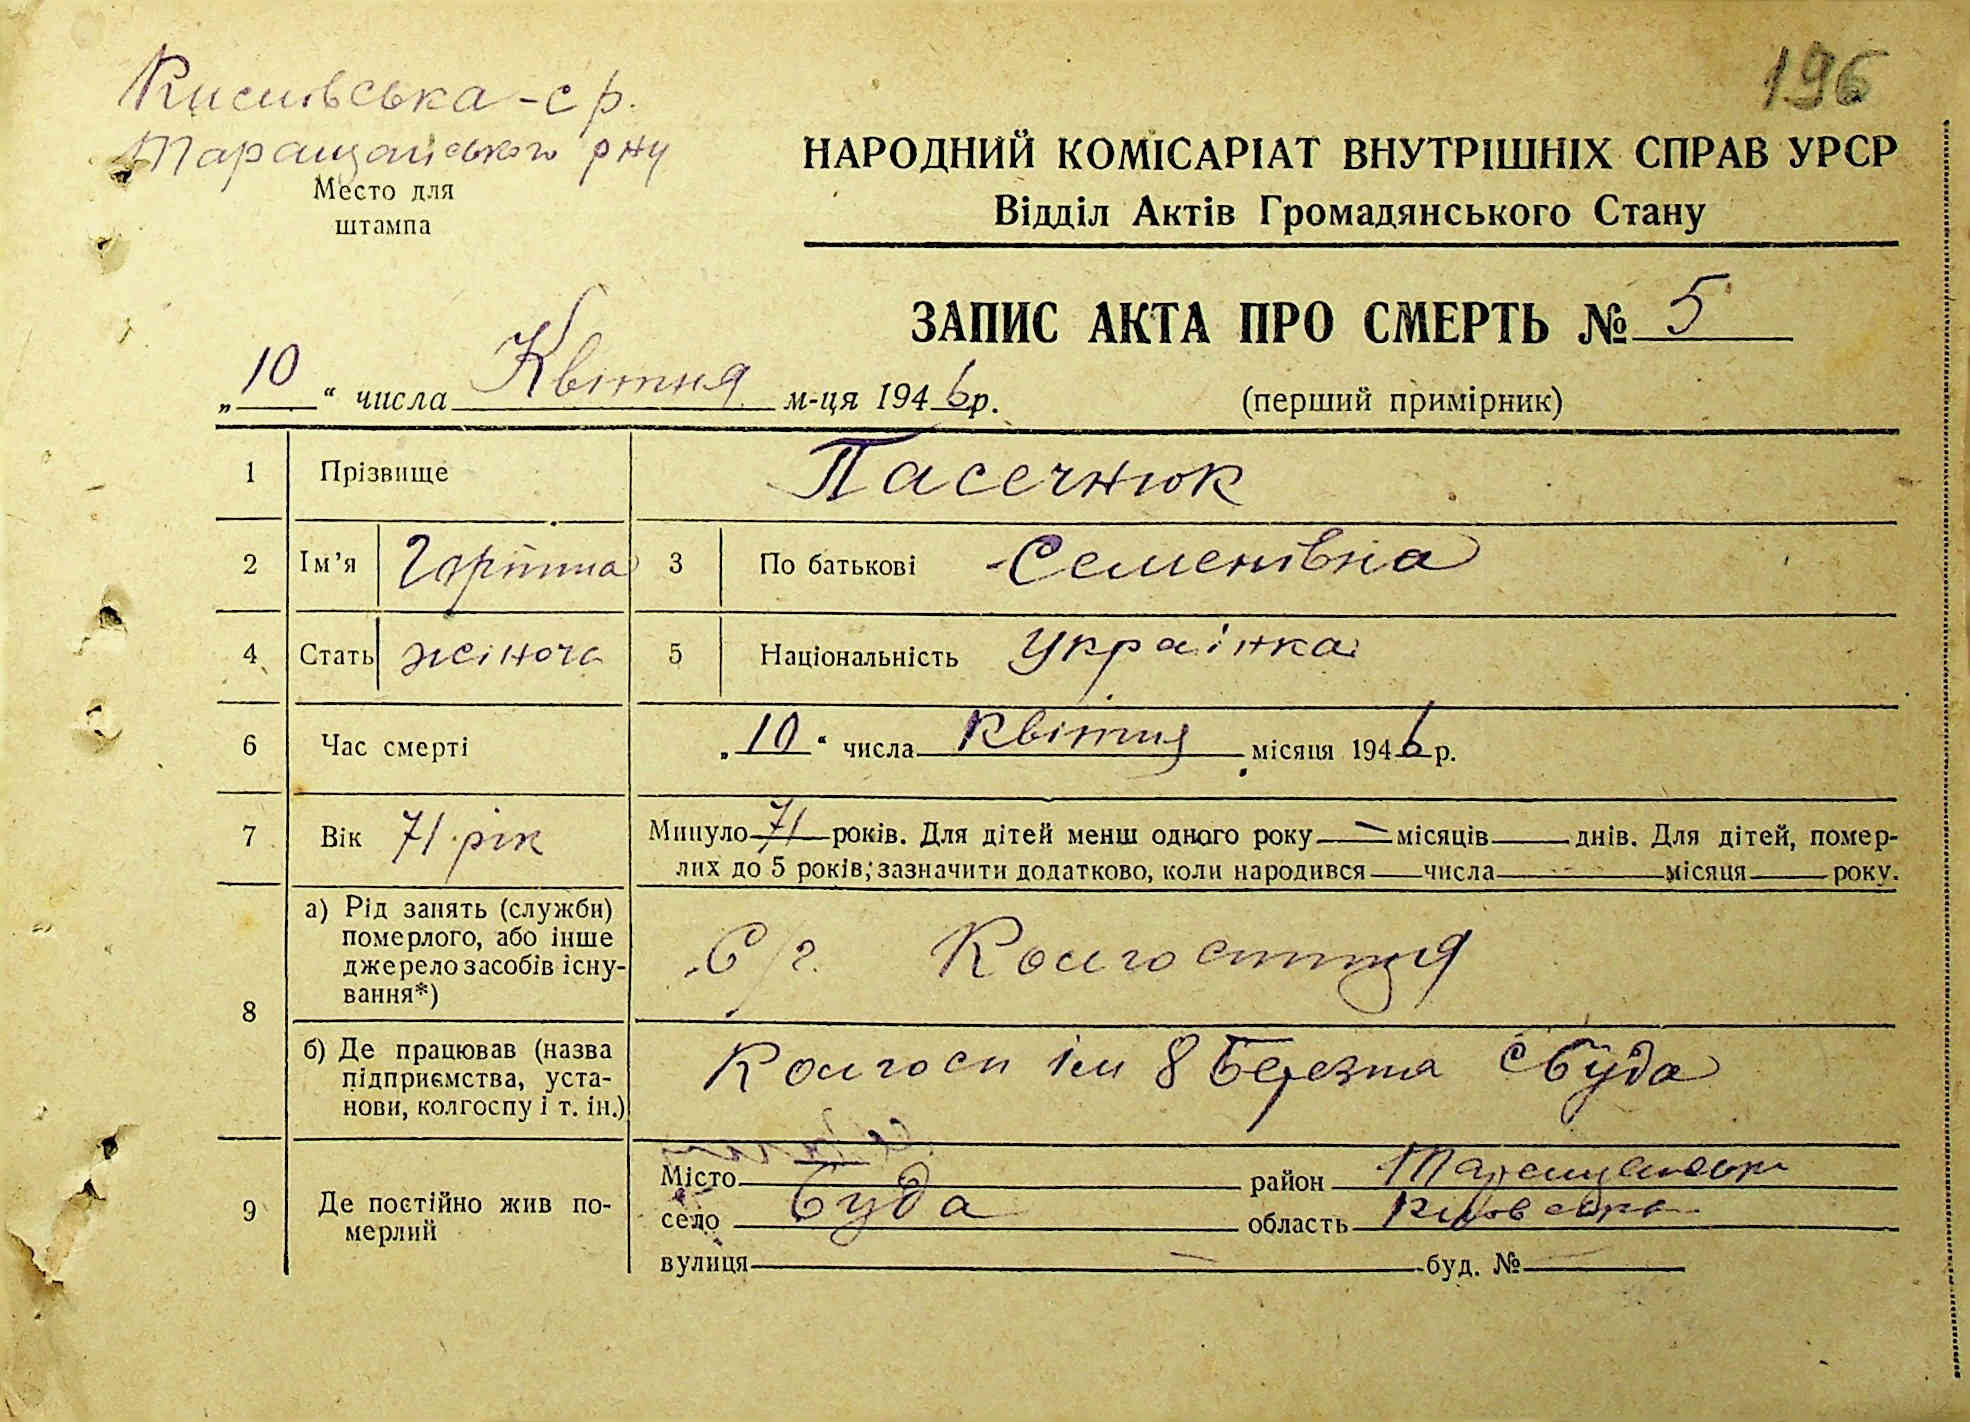 196
Кислівська - с р.
Таращанського р ну
Место для
штампа
НАРОДНИЙ КОМІСАРІАТ ВНУТРІШНІХ СПРАВ УРСР
Відділ Актів Громадянського Стану
ЗАПИС АКТА ПРО СМЕРТЬ № 5
„10“ числа Квітня м-ця 1946 р.
(перший примірник)
1 Прізвище Пасечнюк
2 Ім’я Горпина 3 По батькові Семенівна
4 Стать жіноча 5 Національність Українка
6 Час смерті „10“ числа Квітня місяця 1946 р.
7 Вік 71 рік Минуло 71 років. Для дітей менш одного року — місяців днів. Для дітей, помер-
лих до 5 років, зазначити додатково, коли народився числа місяця року.
8 а) Рід занять (служби)
померлого, або інше
джерело засобів існу-
вання*)
С/г. Колгоспниця
б) Де працював (назва
підприємства, уста-
нови, колгоспу і т. ін.)
Колгосп ім 8 Березня с Буда
9 Де постійно жив по-
мерлий
Місто район Таращанськи
село Буда область Київська
вулиця — буд. № —